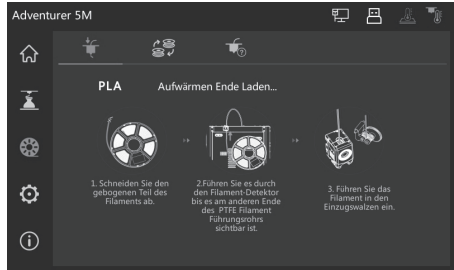 Adventurer 5M
PLA Aufwärmen Ende Laden...
1. Schneiden Sie den
gebogenen Teil des
Filaments ab.
2.Führen Sie es durch
den Filament-Detektor
bis es am anderen Ende
des PTFE Filament
Führungsrohrs
sichtbar ist.
3. Führen Sie das
Filament in den
Einzugswalzen ein.